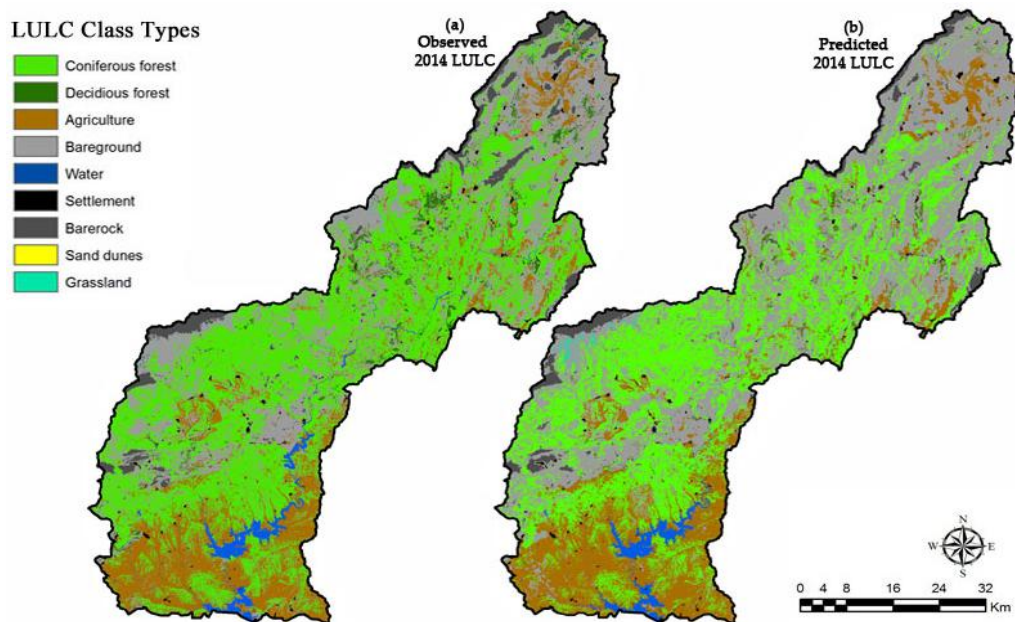 LULC Class Types
Coniferous forest
Decidious forest
Agriculture
Bareground
Water
Settlement
Barerock
Sand dunes
Grassland
(a)
Observed
2014 LULC
(b)
Predicted
2014 LULC
N
W E
S
0 4 8 16 24 32
Km